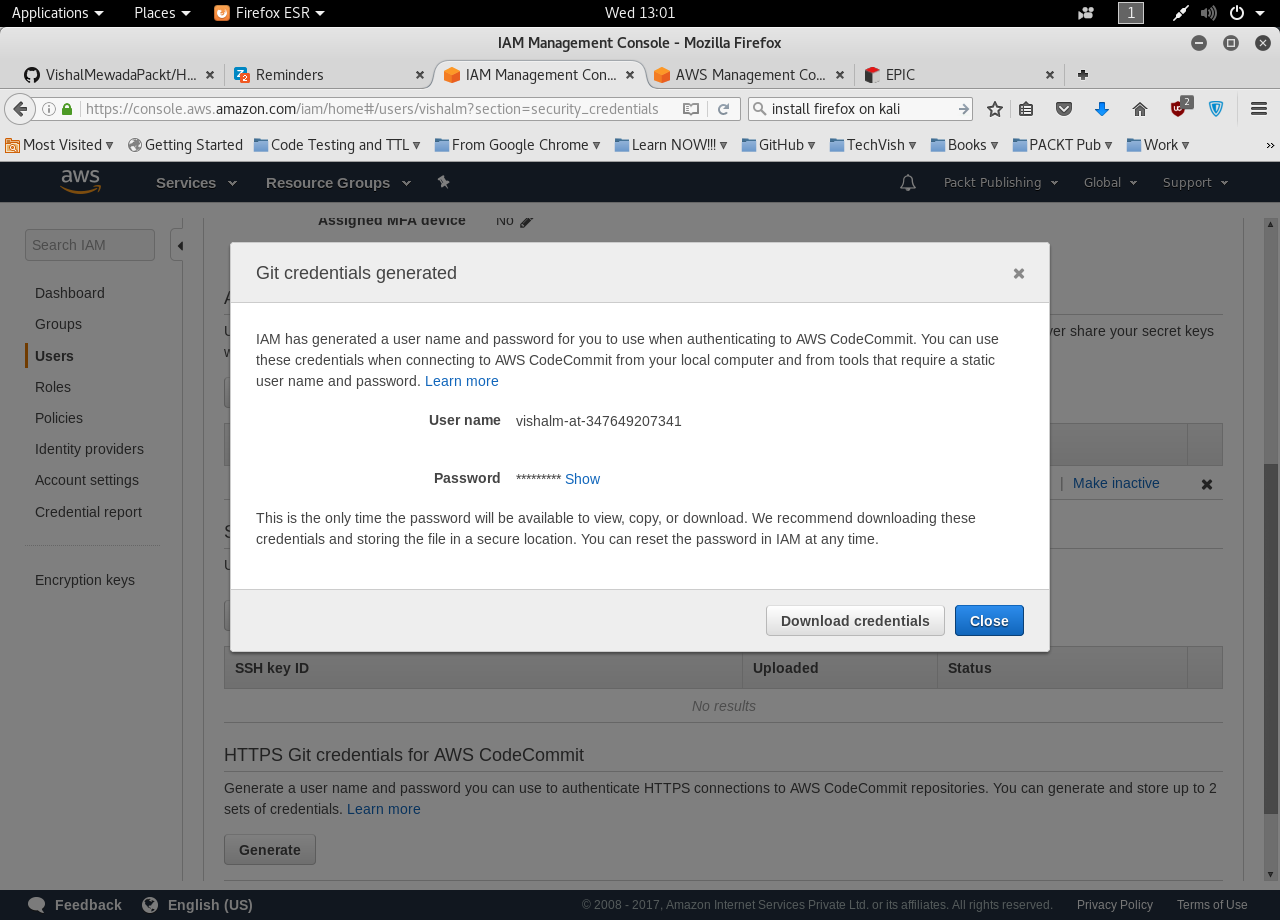 Applications Places Firefox ESR Wed 13:01 1
IAM Management Console - Mozilla Firefox
VishalMewadaPackt/H... Reminders IAM Management Con... AWS Management Co... EPIC
https://console.aws.amazon.com/iam/home#/users/vishalm?section=security_credentials install firefox on kali 2
Most Visited Getting Started Code Testing and TTL From Google Chrome Learn NOW!!! GitHub TechVish Books PACKT Pub Work »
aws Services Resource Groups Packt Publishing Global Support
Assigned MFA device No
Search IAM
Dashboard
Groups
Users
Roles
Policies
Identity providers
Account settings
Credential report
Encryption keys
Git credentials generated
IAM has generated a user name and password for you to use when authenticating to AWS CodeCommit. You can use
these credentials when connecting to AWS CodeCommit from your local computer and from tools that require a static
user name and password. Learn more
User name vishalm-at-347649207341
Password ********* Show
This is the only time the password will be available to view, copy, or download. We recommend downloading these
credentials and storing the file in a secure location. You can reset the password in IAM at any time.
Download credentials Close
share your secret keys
| Make inactive
SSH key ID Uploaded Status
No results
HTTPS Git credentials for AWS CodeCommit
Generate a user name and password you can use to authenticate HTTPS connections to AWS CodeCommit repositories. You can generate and store up to 2
sets of credentials. Learn more
Generate
Feedback English (US) © 2008 - 2017, Amazon Internet Services Private Ltd. or its affiliates. All rights reserved. Privacy Policy Terms of Use